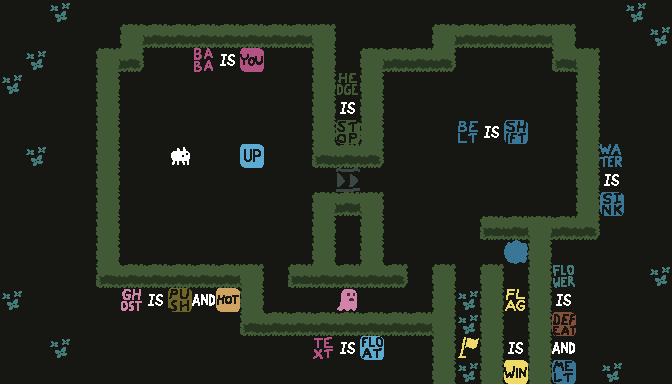 BABA IS YOU
HEDGE IS STOP
BELT IS SHIFT
UP
WATER IS SINK
GHOST IS PUSH AND HOT
TEXT IS FLOAT
FLAG IS WIN
FLOWER IS DEFEAT AND MELT